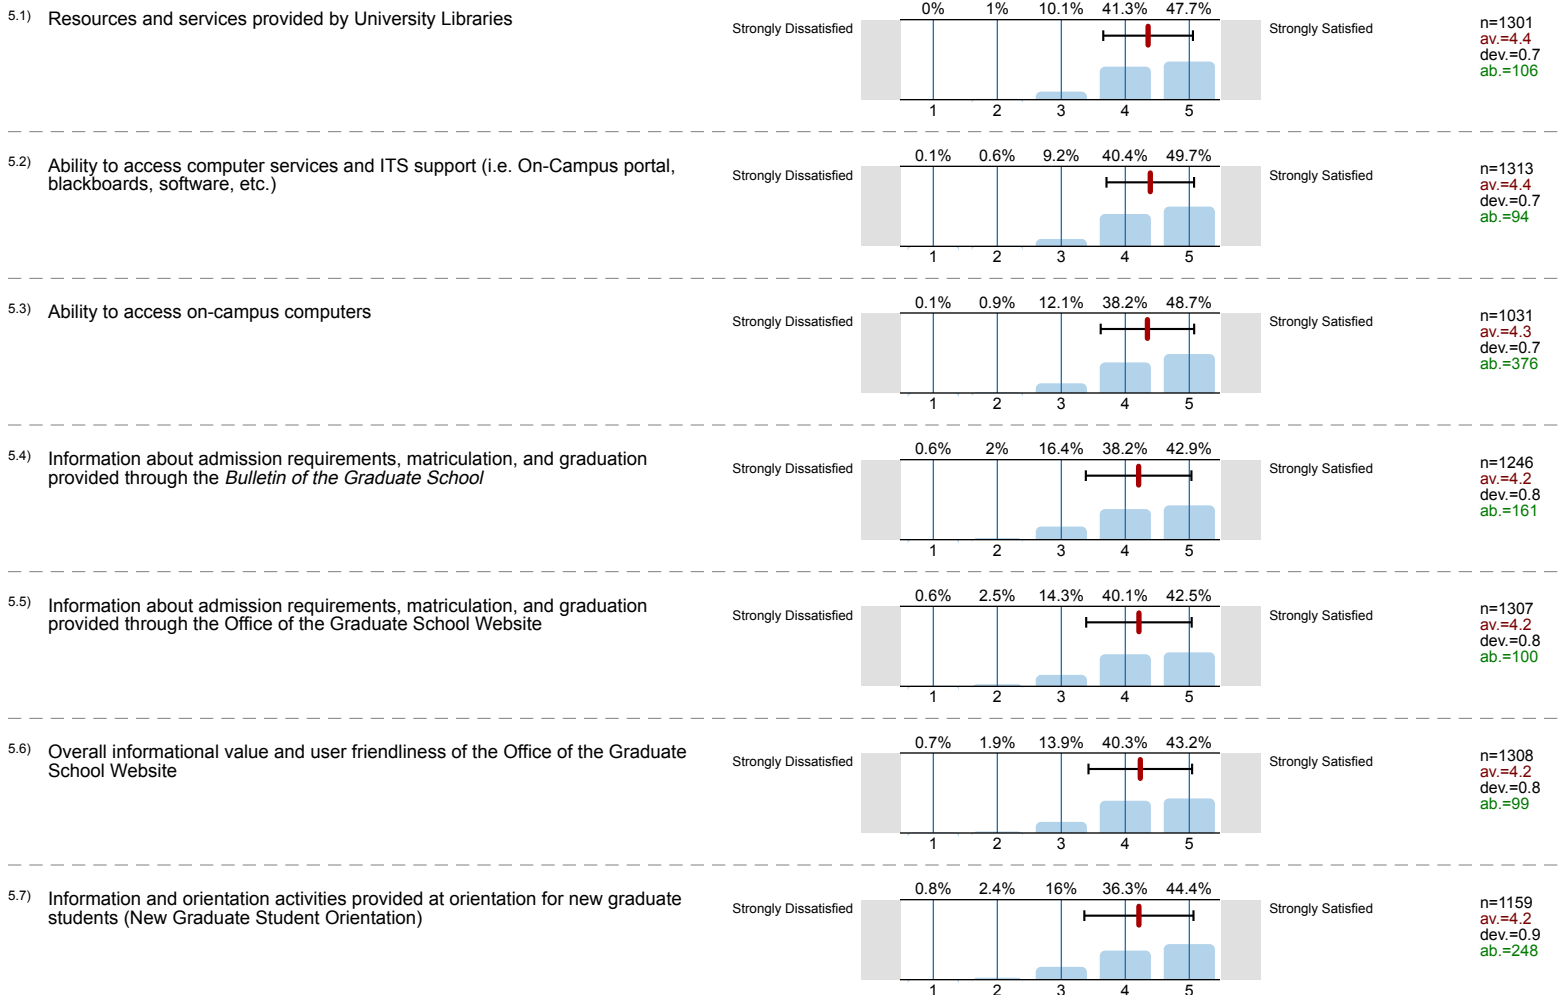 5.1) Resources and services provided by University Libraries
0% 1% 10.1% 41.3% 47.7%
Strongly Dissatisfied
Strongly Satisfied
n=1301
av.=4.4
dev.=0.7
ab.=106
1 2 3 4 5
5.2) Ability to access computer services and ITS support (i.e. On-Campus portal,
blackboards, software, etc.)
0.1% 0.6% 9.2% 40.4% 49.7%
Strongly Dissatisfied
Strongly Satisfied
n=1313
av.=4.4
dev.=0.7
ab.=94
1 2 3 4 5
5.3) Ability to access on-campus computers
0.1% 0.9% 12.1% 38.2% 48.7%
Strongly Dissatisfied
Strongly Satisfied
n=1031
av.=4.3
dev.=0.7
ab.=376
1 2 3 4 5
5.4) Information about admission requirements, matriculation, and graduation
provided through the Bulletin of the Graduate School
0.6% 2% 16.4% 38.2% 42.9%
Strongly Dissatisfied
Strongly Satisfied
n=1246
av.=4.2
dev.=0.8
ab.=161
1 2 3 4 5
5.5) Information about admission requirements, matriculation, and graduation
provided through the Office of the Graduate School Website
0.6% 2.5% 14.3% 40.1% 42.5%
Strongly Dissatisfied
Strongly Satisfied
n=1307
av.=4.2
dev.=0.8
ab.=100
1 2 3 4 5
5.6) Overall informational value and user friendliness of the Office of the Graduate
School Website
0.7% 1.9% 13.9% 40.3% 43.2%
Strongly Dissatisfied
Strongly Satisfied
n=1308
av.=4.2
dev.=0.8
ab.=99
1 2 3 4 5
5.7) Information and orientation activities provided at orientation for new graduate
students (New Graduate Student Orientation)
0.8% 2.4% 16% 36.3% 44.4%
Strongly Dissatisfied
Strongly Satisfied
n=1159
av.=4.2
dev.=0.9
ab.=248
1 2 3 4 5